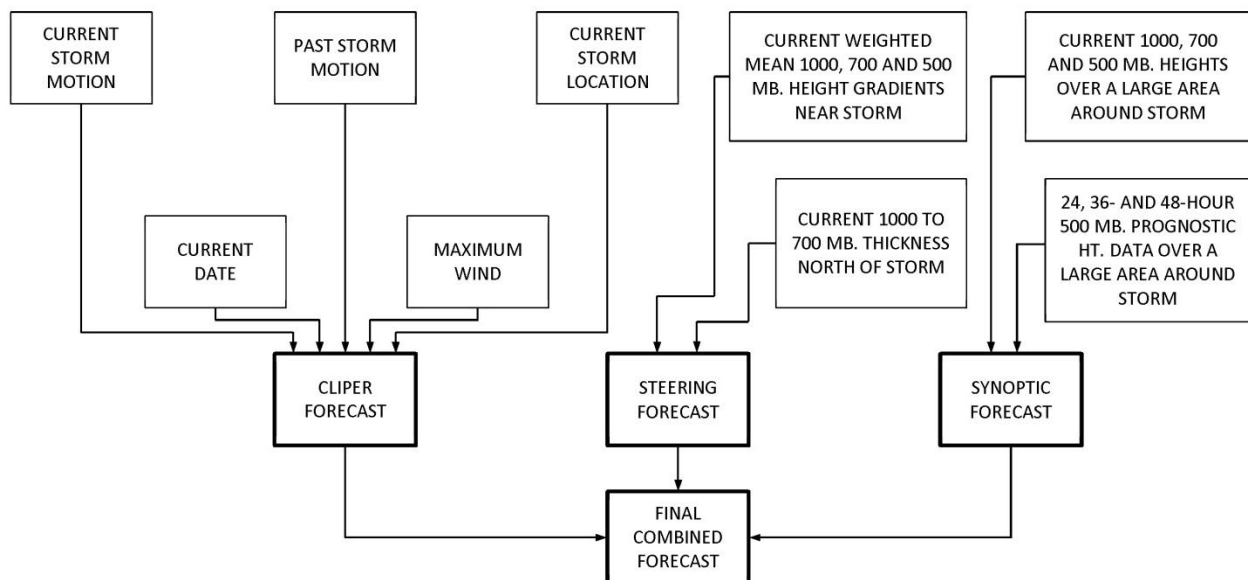 CURRENT
STORM
MOTION
PAST STORM
MOTION
CURRENT
STORM
LOCATION
CURRENT WEIGHTED
MEAN 1000, 700 AND 500
MB. HEIGHT GRADIENTS
NEAR STORM
CURRENT 1000, 700
AND 500 MB. HEIGHTS
OVER A LARGE AREA
AROUND STORM
CURRENT
DATE
MAXIMUM
WIND
CURRENT 1000 TO
700 MB. THICKNESS
NORTH OF STORM
24, 36- AND 48-HOUR
500 MB. PROGNOSTIC
HT. DATA OVER A
LARGE AREA AROUND
STORM
CLIPER
FORECAST
STEERING
FORECAST
SYNOPTIC
FORECAST
FINAL
COMBINED
FORECAST